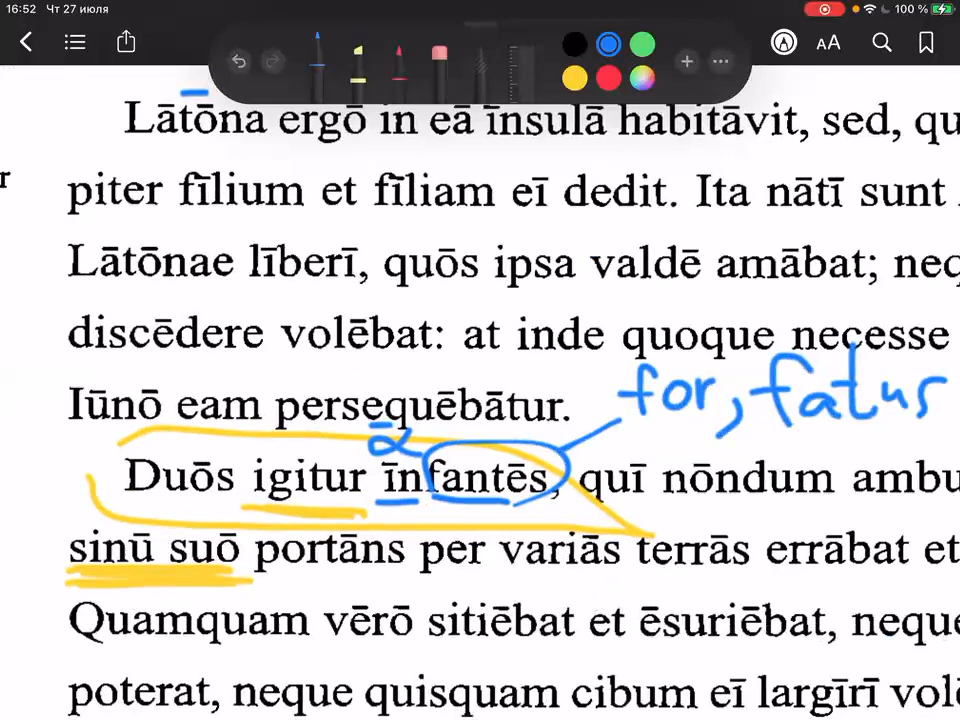 16:52 Чт 27 июля 100 %
AA
Lātōna ergō in eā īnsulā habitāvit, sed, qu
r
piter fīlium et fīliam eī dedit. Ita nātī sunt
Lātōnae līberī, quōs ipsa valdē amābat; neq
discēdere volēbat: at inde quoque necesse
for, fatus
Iūnō eam persequēbātur.
α
Duōs igitur īnfantēs, quī nōndum ambu
sinū suō portāns per variās terrās errābat et
Quamquam vērō sitiēbat et ēsuriēbat, neque
poterat, neque quisquam cibum eī largīrī volē